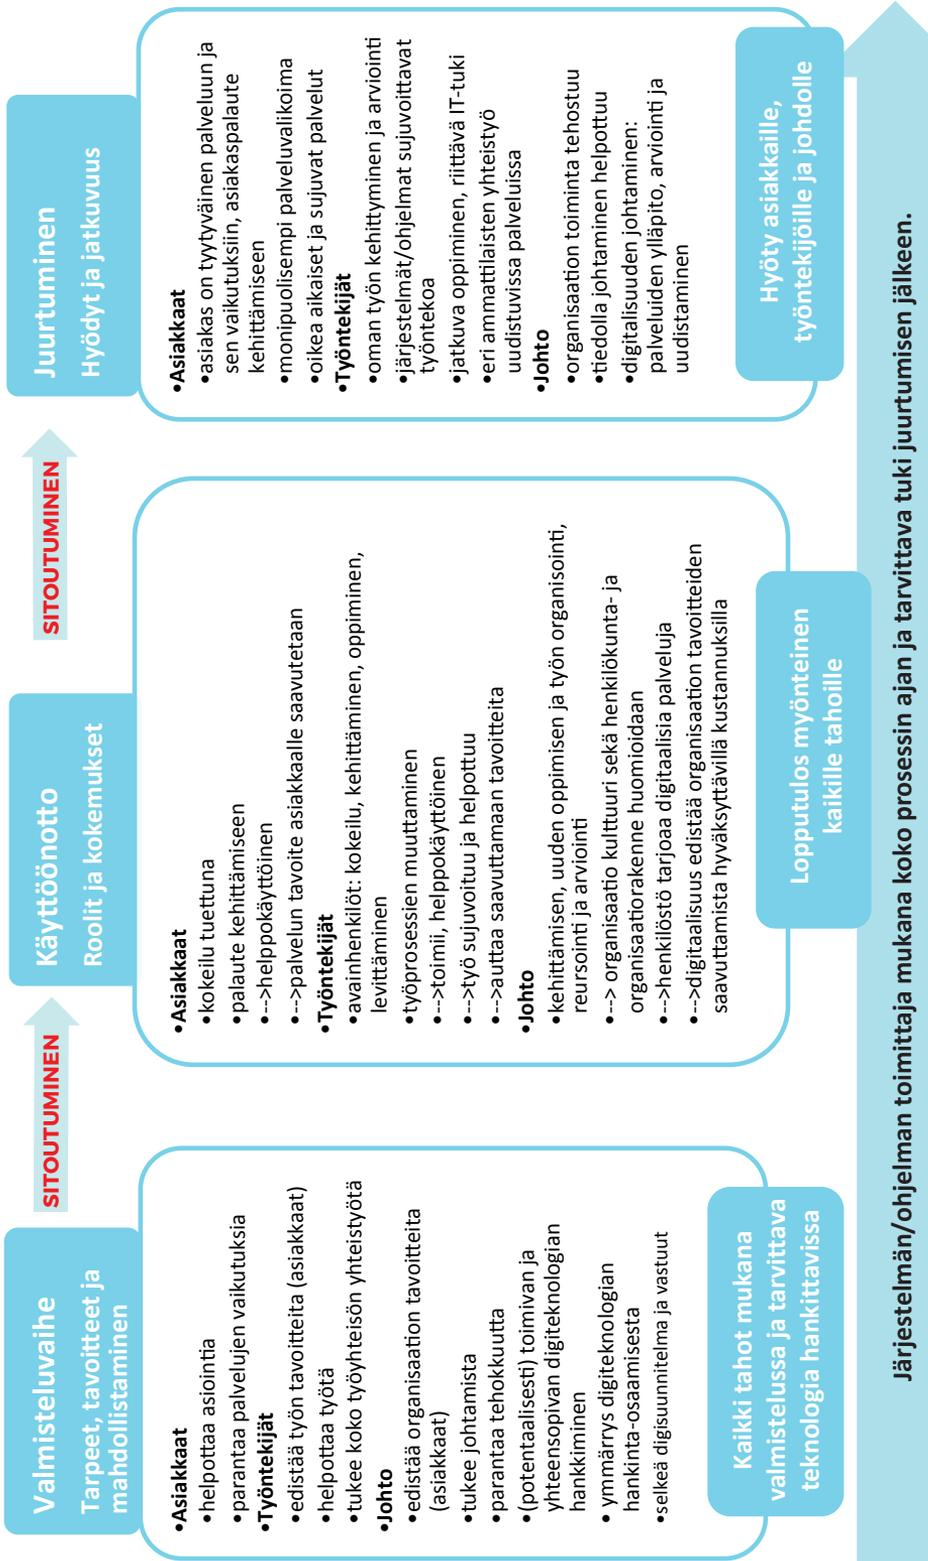 Valmisteluvaihe
Tarpeet, tavoitteet ja
mahdollistaminen
•Asiakkaat
•helpottaa asiointia
•parantaa palvelujen vaikutuksia
•Työntekijät
•edistää työn tavoitteita (asiakkaat)
•helpottaa työtä
•tukee koko työyhteisön yhteistyötä
•Johto
•edistää organisaation tavoitteita
(asiakkaat)
•tukee johtamista
•parantaa tehokkuutta
•(potentaalisesti) toimivan ja
yhteensopivan digiteknologian
hankkiminen
• ymmärrys digiteknologian
hankinta-osaamisesta
•selkeä digisuunnitelma ja vastuut
Kaikki tahot mukana
valmistelussa ja tarvittava
teknologia hankittavissa
SITOUTUMINEN
Käyttöönotto
Roolit ja kokemukset
•Asiakkaat
•kokeilu tuettuna
•palaute kehittämiseen
•--->helppokäyttöinen
•--->palvelun tavoite asiakkaalle saavutetaan
•Työntekijät
•avainhenkilöt: kokeilu, kehittäminen, oppiminen,
levittäminen
•työprosessien muuttaminen
•--->toimii, helppokäyttöinen
•--->työ sujuvoituu ja helpottuu
•--->auttaa saavuttamaan tavoitteita
•Johto
•kehittämisen, uuden oppimisen ja työn organisointi,
reursointi ja arviointi
•---> organisaatio kulttuuri sekä henkilökunta- ja
organisaatiorakenne huomioidaan
•--->henkilöstö tarjoaa digitaalisia palveluja
•--->digitaalisuus edistää organisaation tavoitteiden
saavuttamista hyväksyttävillä kustannuksilla
Lopputulos myönteinen
kaikille tahoille
SITOUTUMINEN
Juurtuminen
Hyödyt ja jatkuvuus
•Asiakkaat
•asiakas on tyytyväinen palveluun ja
sen vaikutuksiin, asiakaspalaute
kehittämiseen
•monipuolisempi palveluvalikoima
•oikea aikaiset ja sujuvat palvelut
•Työntekijät
•oman työn kehittyminen ja arviointi
•järjestelmät/ohjelmat sujuvoittavat
työntekoa
•jatkuva oppiminen, riittävä IT-tuki
•eri ammattilaisten yhteistyö
uudistuvissa palveluissa
•Johto
•organisaation toiminta tehostuu
•tiedolla johtaminen helpottuu
•digitalisuuden johtaminen:
palveluiden ylläpito, arviointi ja
uudistaminen
Hyöty asiakkaille,
työntekijöille ja johdolle
Järjestelmän/ohjelman toimittaja mukana koko prosessin ajan ja tarvittava tuki juurtumisen jälkeen.